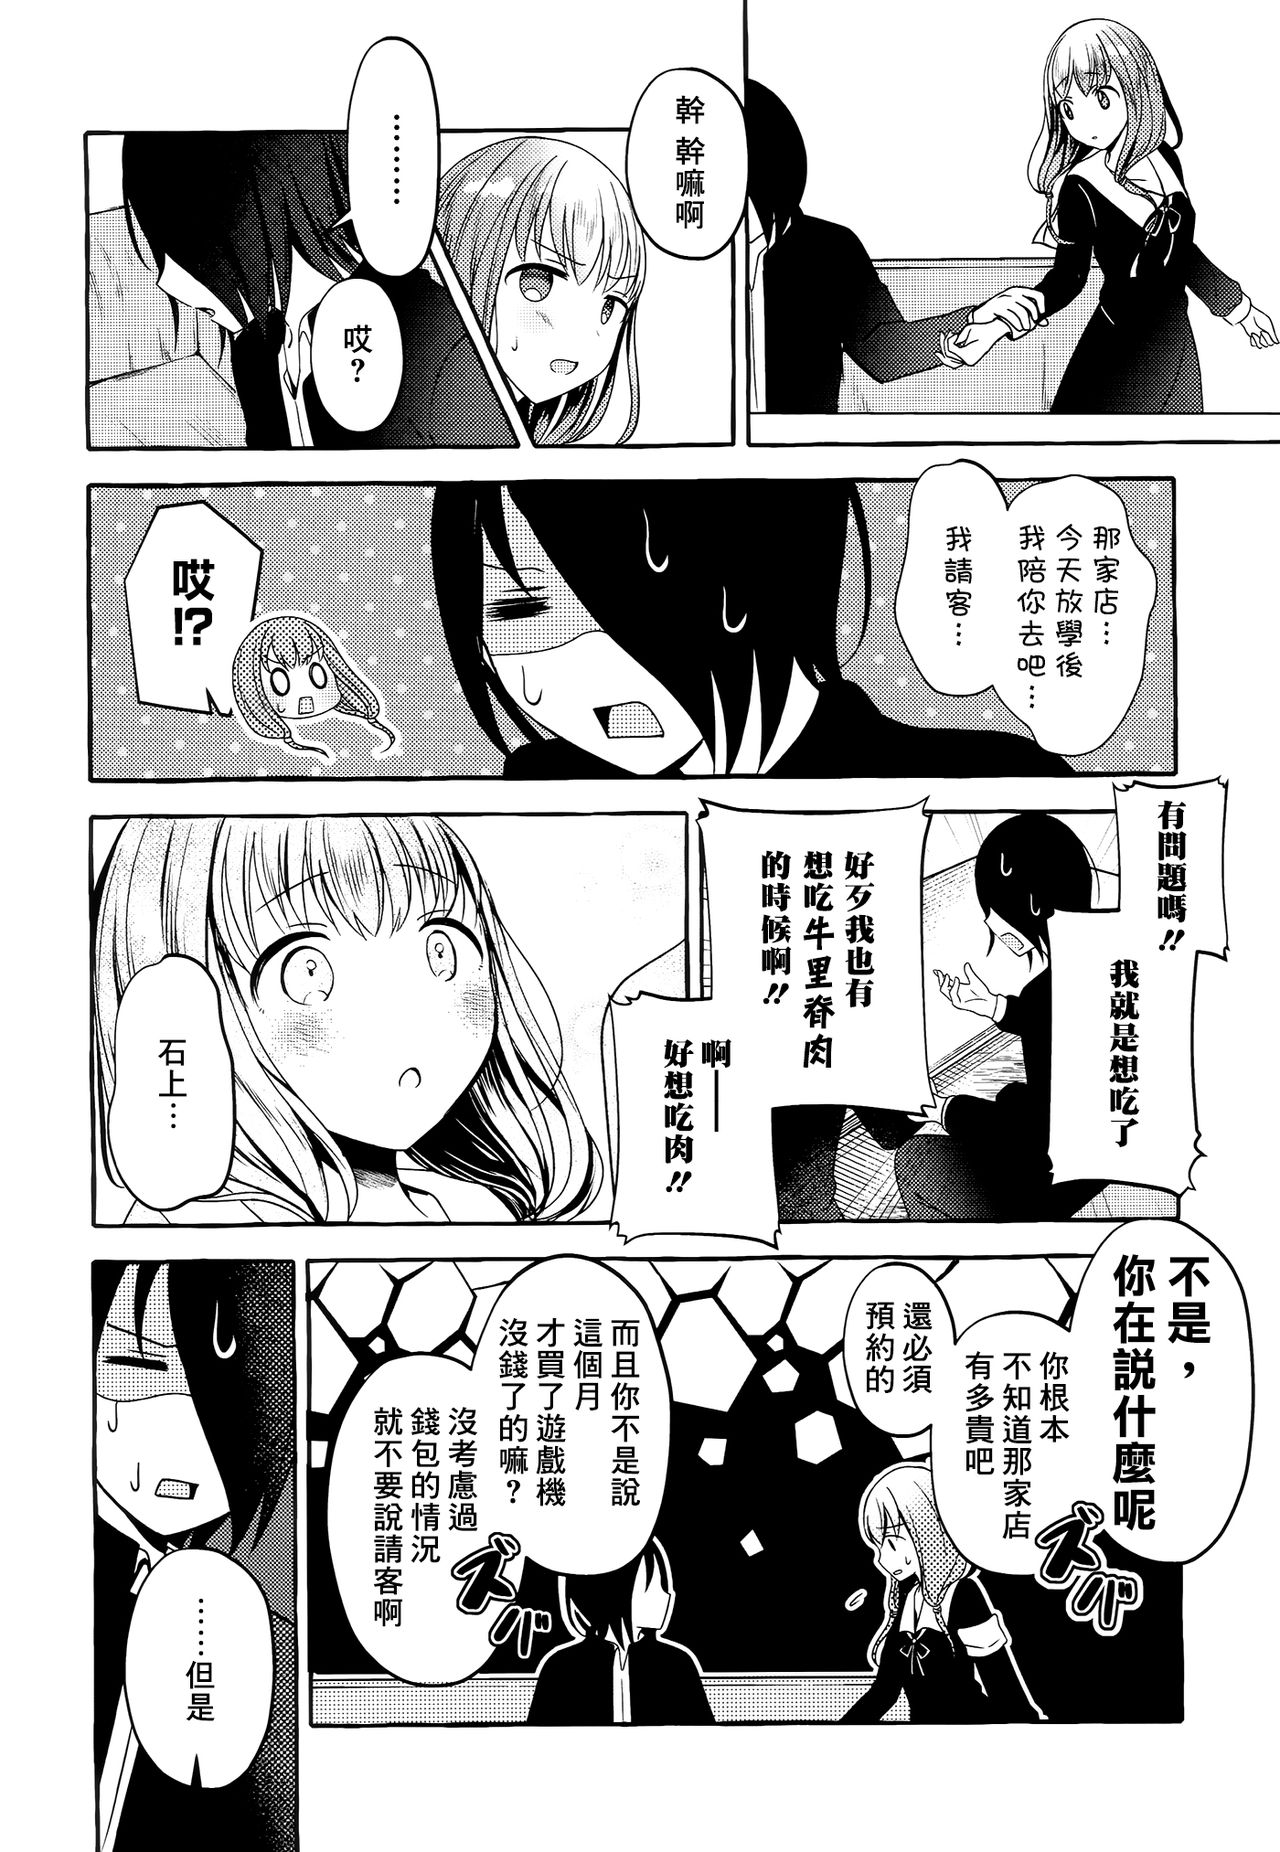 幹 幹嘛啊
………
哎?
那家店…
今天放學後
我陪你去吧…
我請客…
哎!?
有問題嗎!!
我就是想吃了
好歹我也有
想吃牛里脊肉
的時候啊!!
啊——
好想吃肉!!
石上…
不是，
你在説什麼呢
你根本
不知道那家店
有多貴吧
還必須
預約的
ズバ
而且你不是説
這個月
才買了遊戲機
沒錢了的嘛?
沒考慮過
錢包的情況
就不要説請客啊
ズバ
……但是